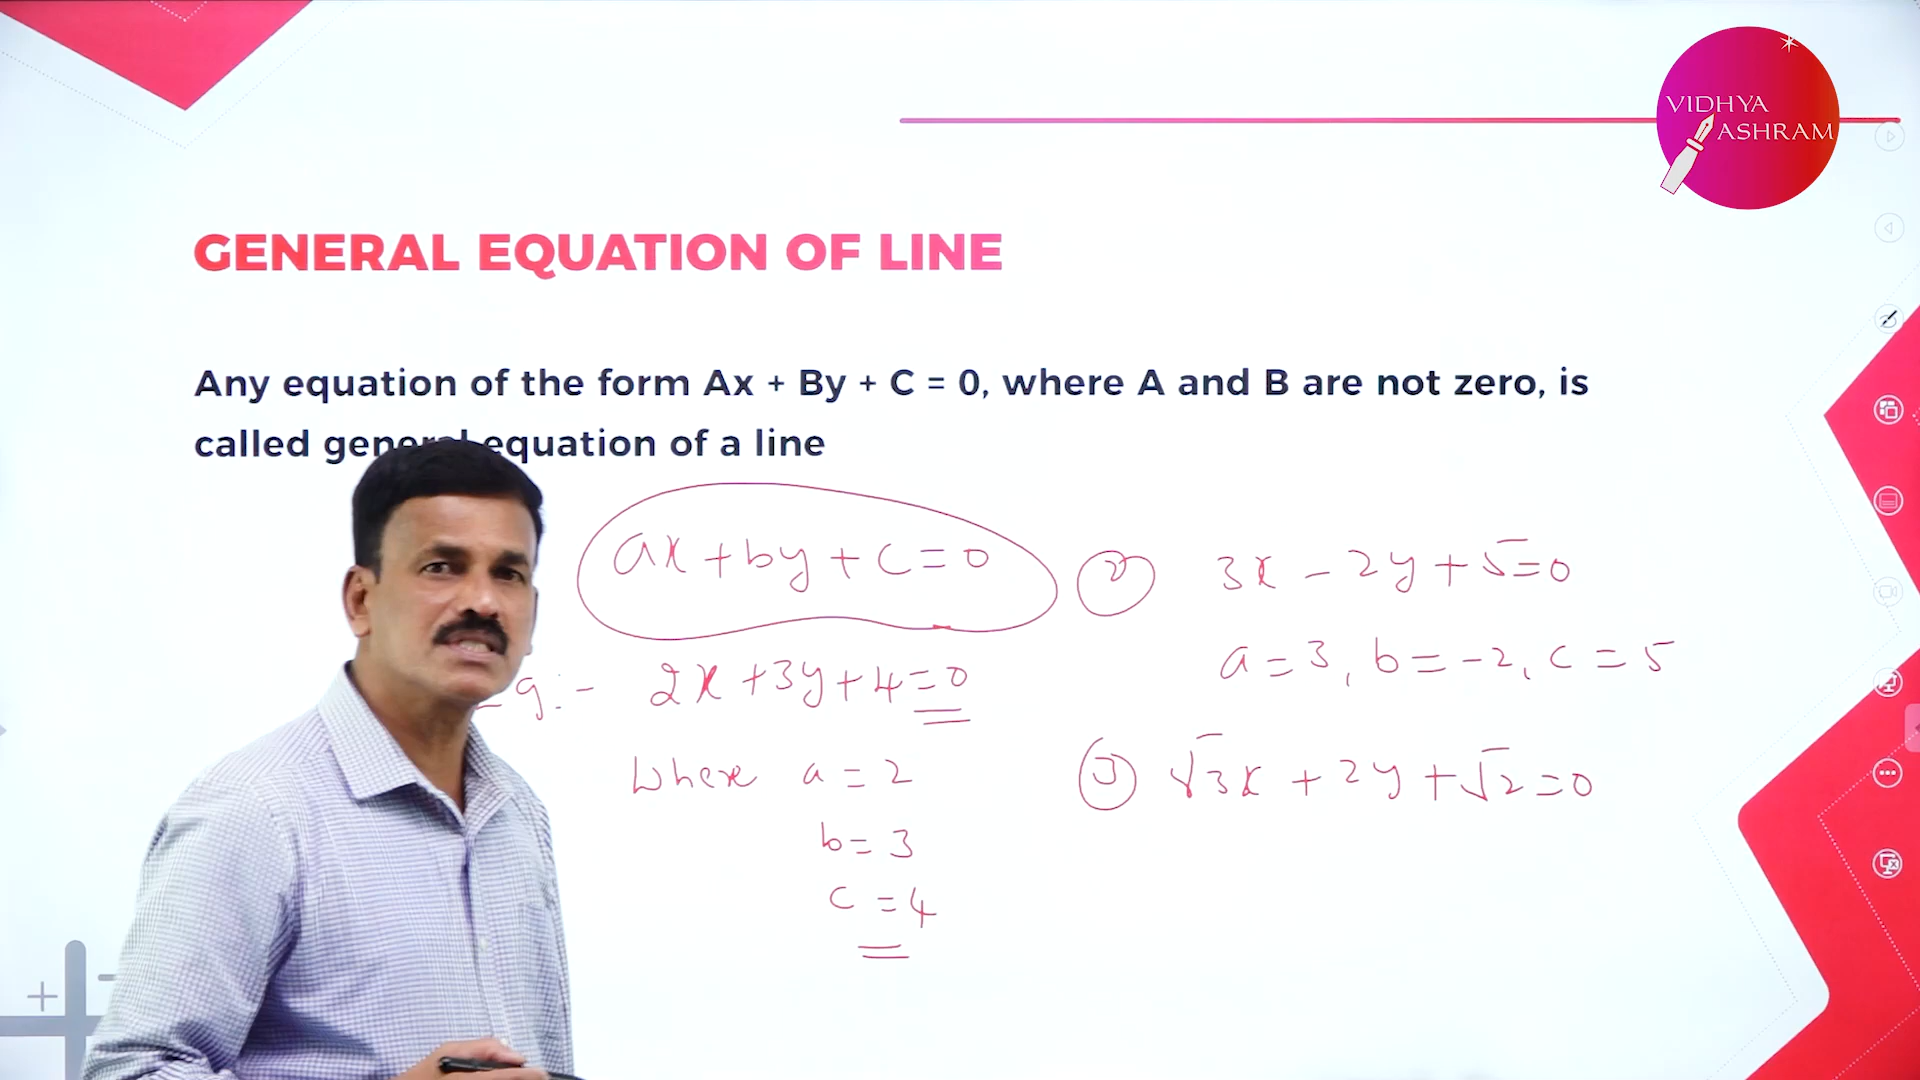 VIDHYA
ASHRAM
GENERAL EQUATION OF LINE
Any equation of the form Ax + By + C = 0, where A and B are not zero, is
called general equation of a line
ax + by + c = 0
Eg:- 2x + 3y + 4 = 0
where a = 2
b = 3
c = 4
② 3x - 2y + 5 = 0
a = 3, b = -2, c = 5
③ √3x + 2y + √2 = 0